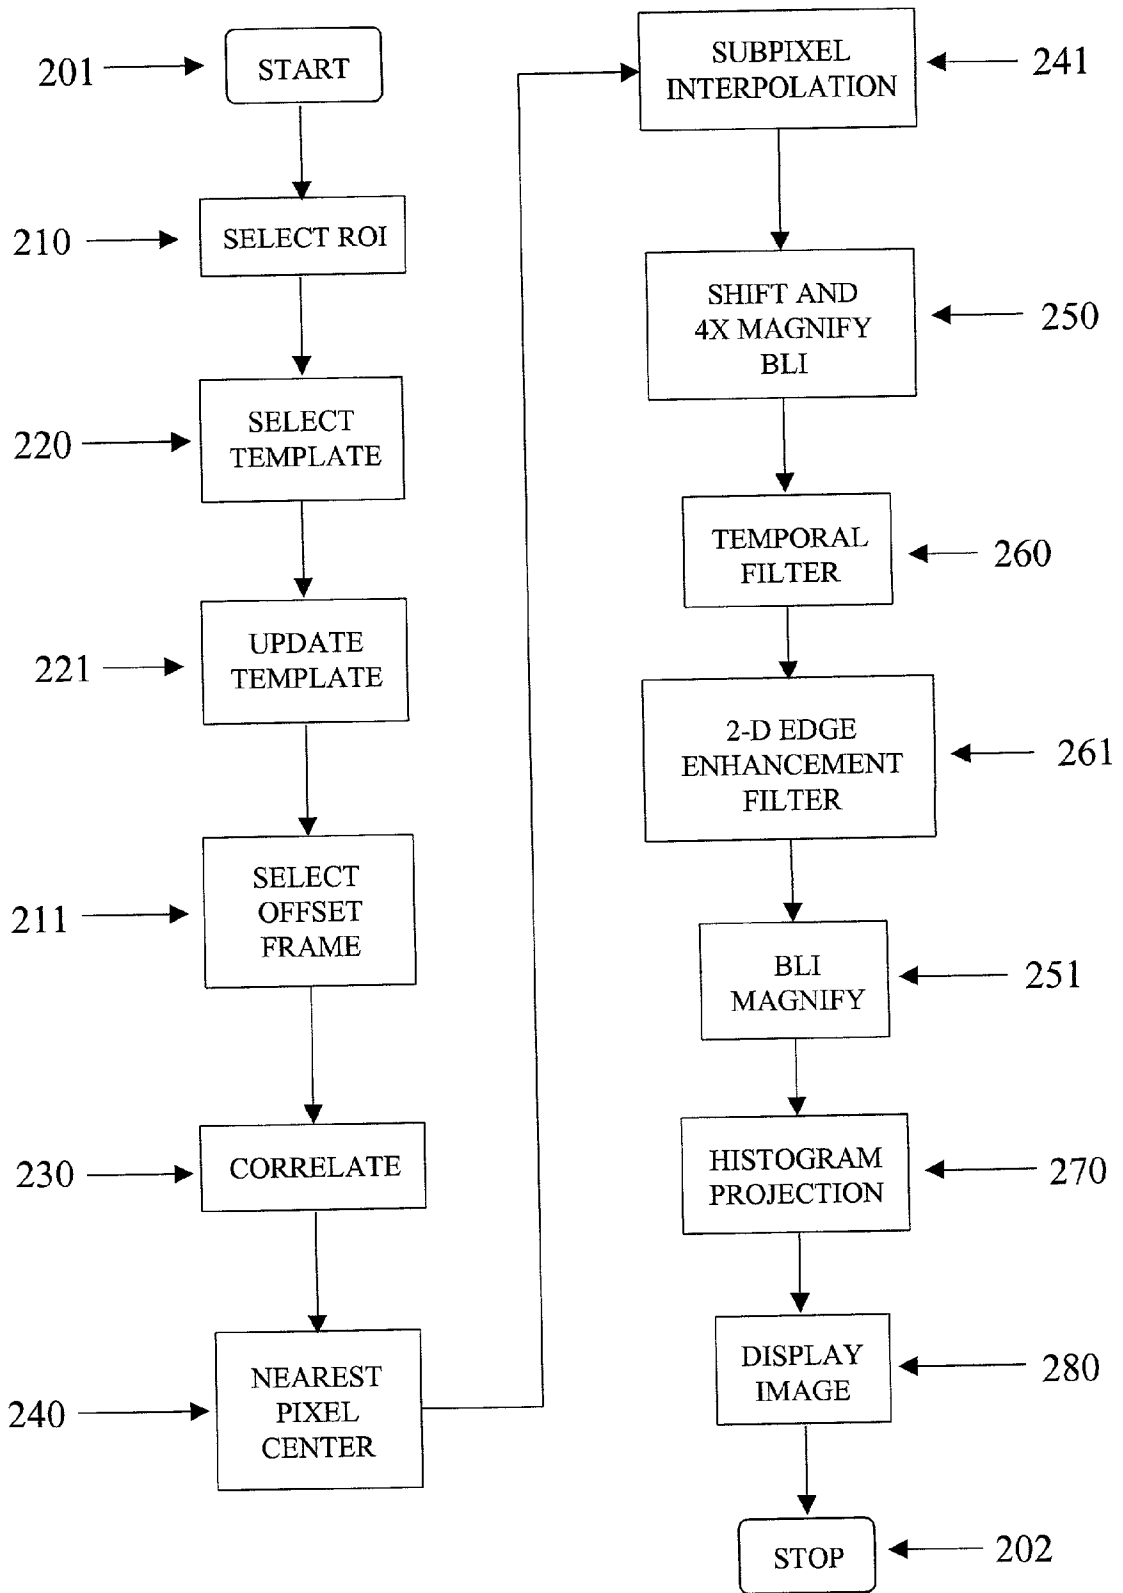 201
START
210
SELECT ROI
220
SELECT
TEMPLATE
221
UPDATE
TEMPLATE
211
SELECT
OFFSET
FRAME
230
CORRELATE
240
NEAREST
PIXEL
CENTER
SUBPIXEL
INTERPOLATION
241
SHIFT AND
4X MAGNIFY
BLI
250
TEMPORAL
FILTER
260
2-D EDGE
ENHANCEMENT
FILTER
261
BLI
MAGNIFY
251
HISTOGRAM
PROJECTION
270
DISPLAY
IMAGE
280
STOP
202